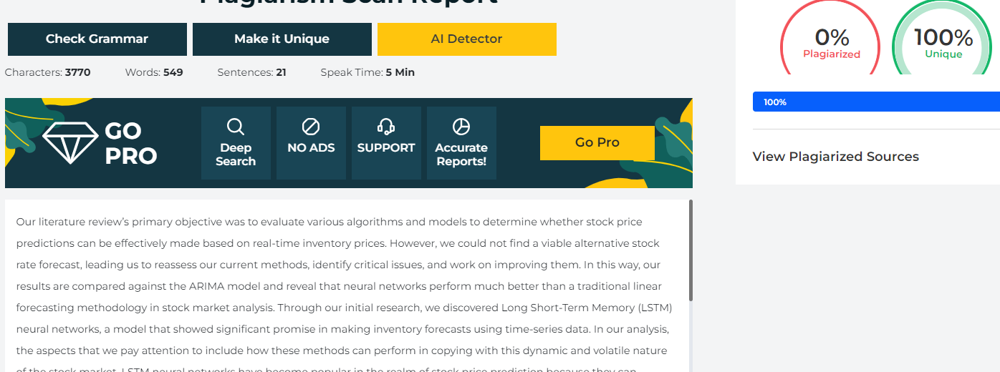 Plagiarism Scan Report
Check Grammar
Make it Unique
AI Detector
Characters: 3770 Words: 549 Sentences: 21 Speak Time: 5 Min
GO
PRO
Deep
Search
NO ADS
SUPPORT
Accurate
Reports!
Go Pro
Our literature review’s primary objective was to evaluate various algorithms and models to determine whether stock price
predictions can be effectively made based on real-time inventory prices. However, we could not find a viable alternative stock
rate forecast, leading us to reassess our current methods, identify critical issues, and work on improving them. In this way, our
results are compared against the ARIMA model and reveal that neural networks perform much better than a traditional linear
forecasting methodology in stock market analysis. Through our initial research, we discovered Long Short-Term Memory (LSTM)
neural networks, a model that showed significant promise in making inventory forecasts using time-series data. In our analysis,
the aspects that we pay attention to include how these methods can perform in copying with this dynamic and volatile nature
of the stock market. LSTM neural networks have become popular in the realm of stock price prediction because they can
0%
Plagiarized
100%
Unique
100%
View Plagiarized Sources